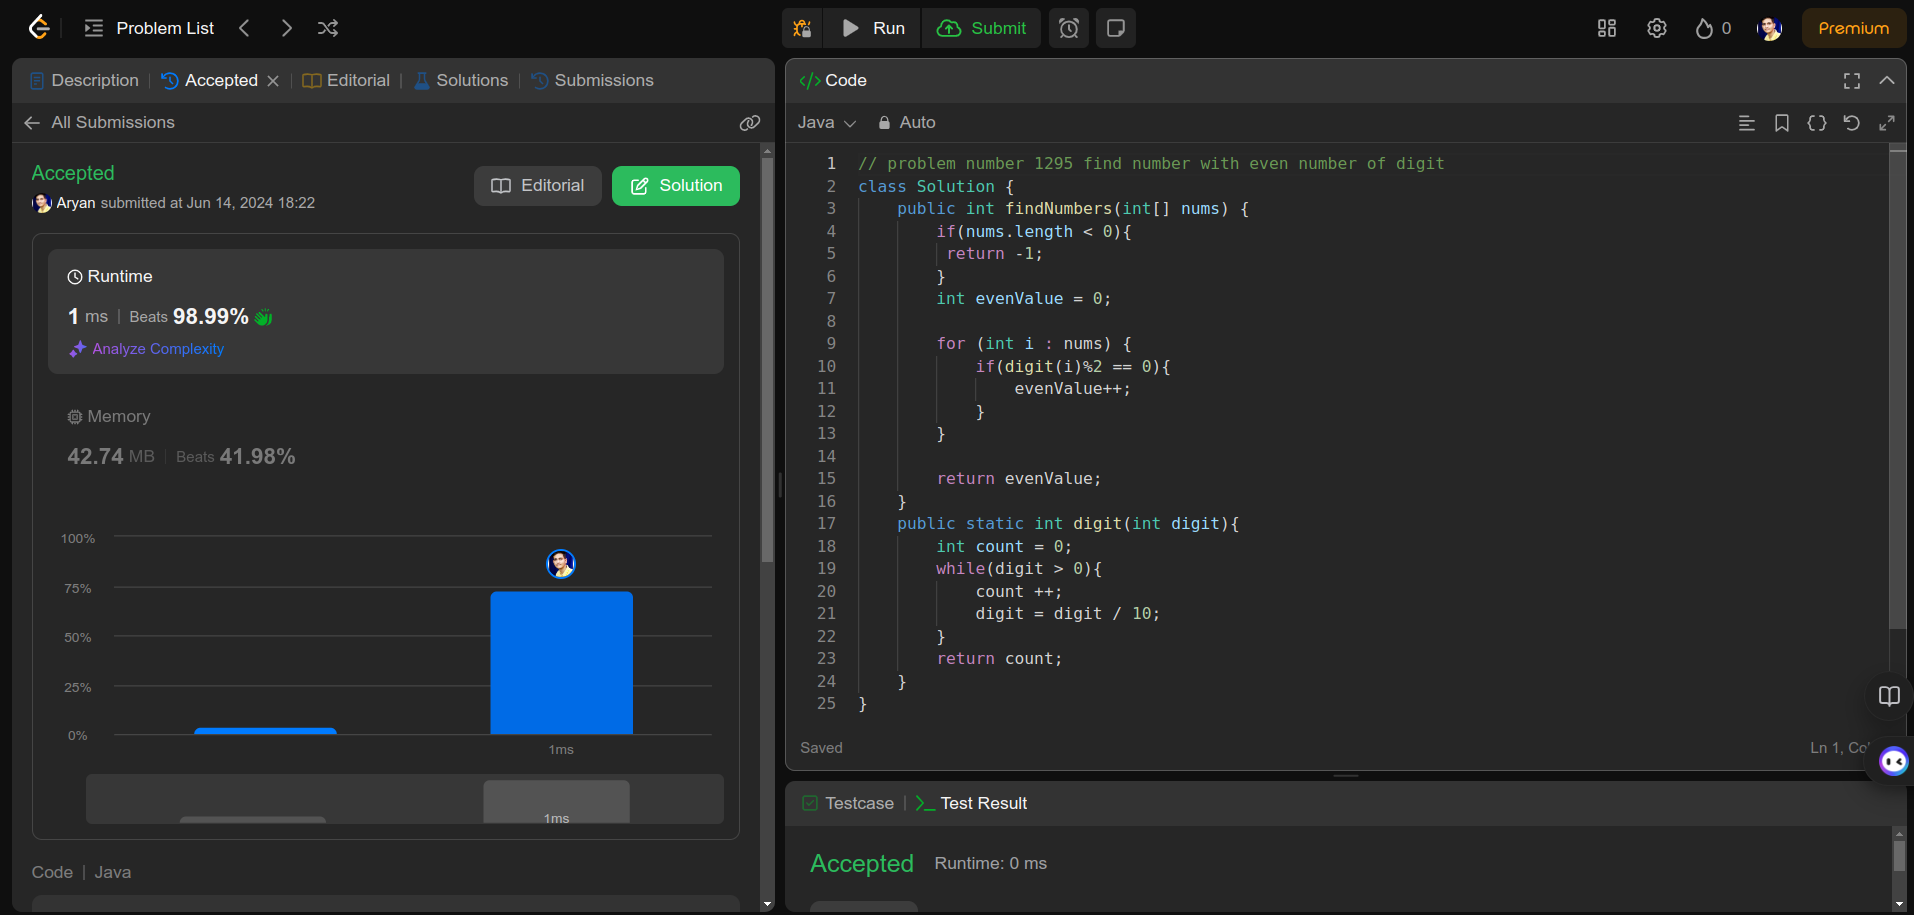 Problem List
Run
Submit
0
Premium
Description
Accepted
Editorial
Solutions
Submissions
All Submissions
Accepted
Aryan submitted at Jun 14, 2024 18:22
Editorial
Solution
Runtime
1 ms | Beats 98.99%
Analyze Complexity
Memory
42.74 MB | Beats 41.98%
100%
75%
50%
25%
0%
1ms
1ms
Code | Java
</> Code
Java
Auto
1 // problem number 1295 find number with even number of digit
2 class Solution {
3     public int findNumbers(int[] nums) {
4         if(nums.length < 0){
5          return -1;
6         }
7         int evenValue = 0;
8
9         for (int i : nums) {
10             if(digit(i)%2 == 0){
11                 evenValue++;
12             }
13         }
14
15         return evenValue;
16     }
17     public static int digit(int digit){
18         int count = 0;
19         while(digit > 0){
20             count ++;
21             digit = digit / 10;
22         }
23         return count;
24     }
25 }
Saved
Ln 1, Co
Testcase
Test Result
Accepted
Runtime: 0 ms